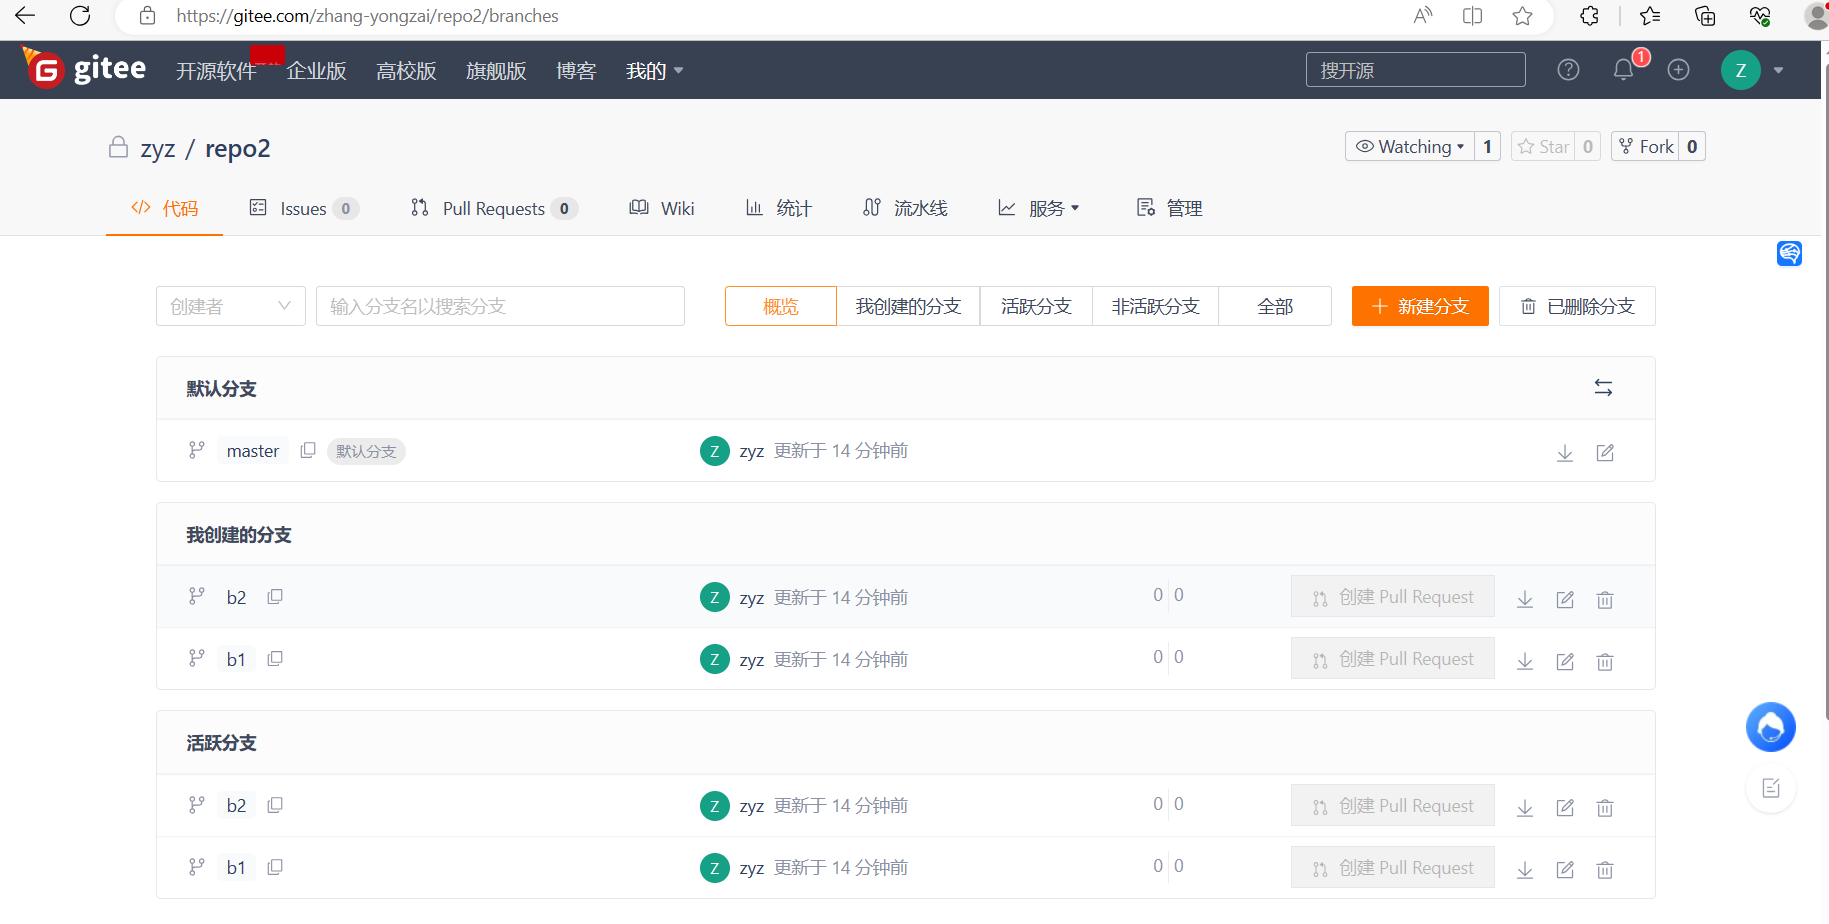 https://gitee.com/zhang-yongzai/repo2/branches
gitee 开源软件 企业版 高校版 旗舰版 博客 我的 搜开源 1 Z
zyz / repo2 Watching 1 Star 0 Fork 0
代码 Issues 0 Pull Requests 0 Wiki 统计 流水线 服务 管理
创建者 输入分支名以搜索分支 概览 我创建的分支 活跃分支 非活跃分支 全部 + 新建分支 已删除分支
默认分支
master 默认分支 Z zyz 更新于 14 分钟前
我创建的分支
b2 Z zyz 更新于 14 分钟前 0 0 创建 Pull Request
b1 Z zyz 更新于 14 分钟前 0 0 创建 Pull Request
活跃分支
b2 Z zyz 更新于 14 分钟前 0 0 创建 Pull Request
b1 Z zyz 更新于 14 分钟前 0 0 创建 Pull Request